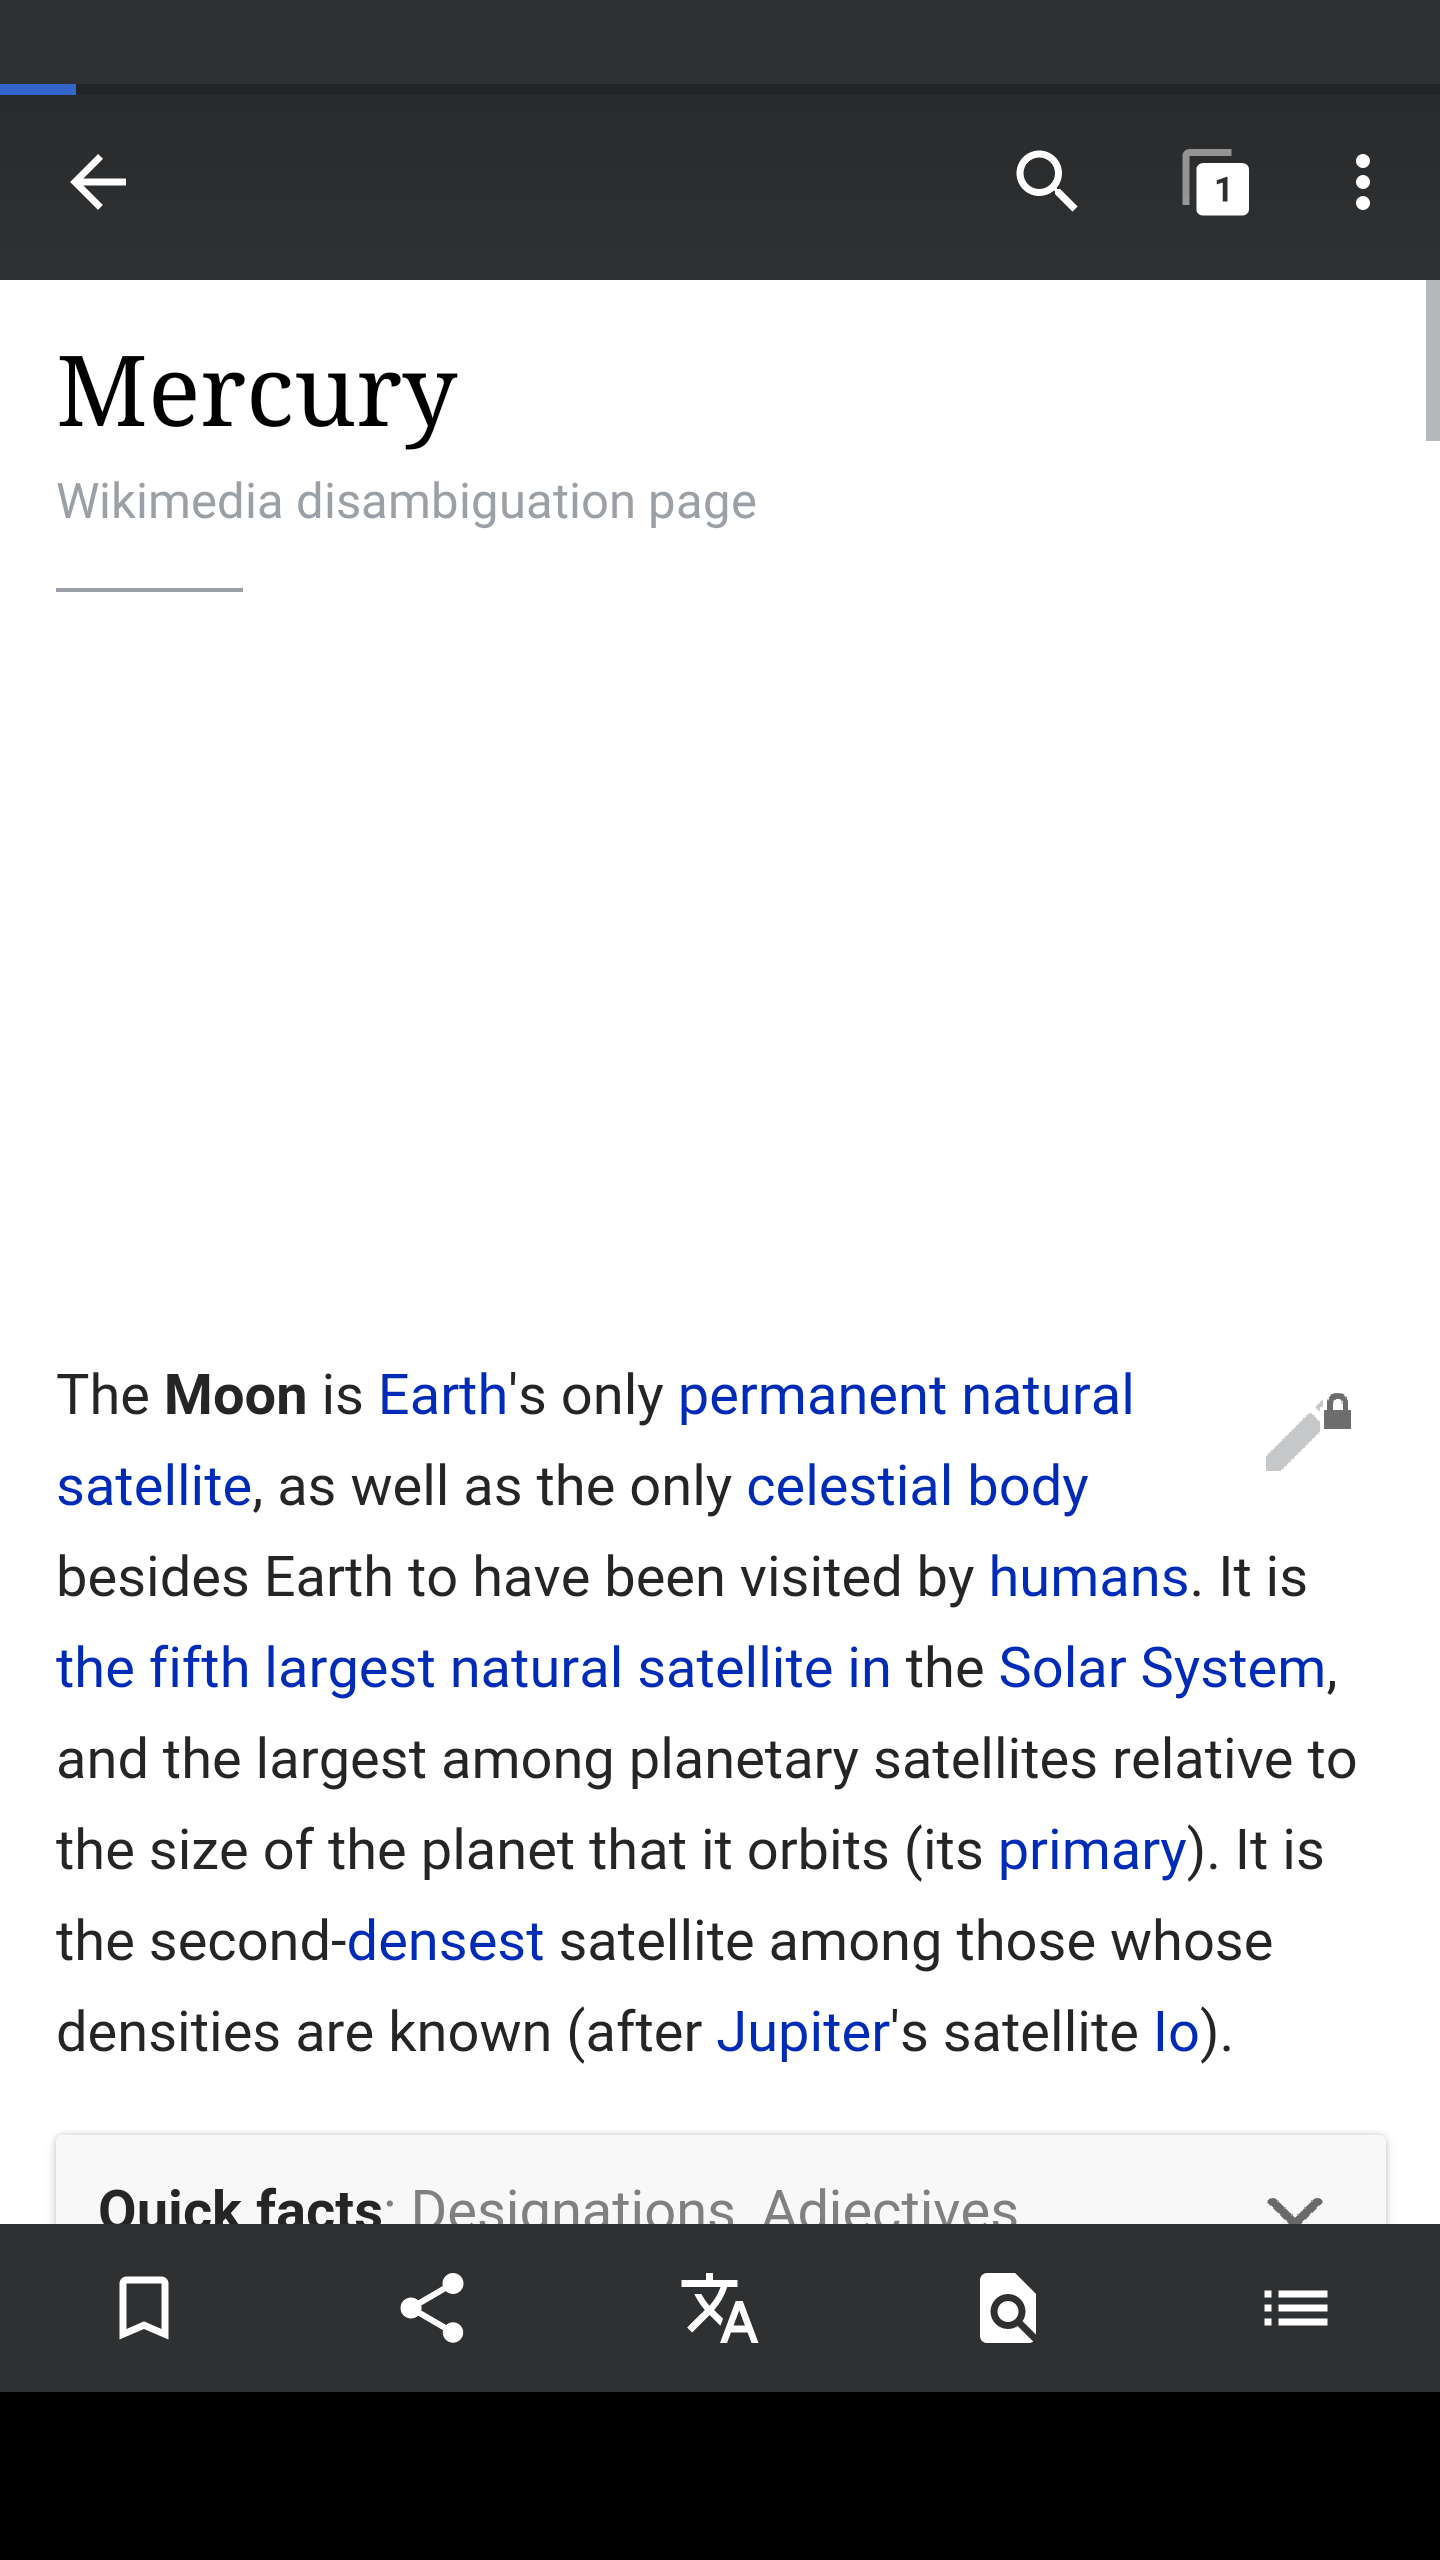 1
Mercury
Wikimedia disambiguation page
The Moon is Earth's only permanent natural
satellite, as well as the only celestial body
besides Earth to have been visited by humans. It is
the fifth largest natural satellite in the Solar System,
and the largest among planetary satellites relative to
the size of the planet that it orbits (its primary). It is
the second-densest satellite among those whose
densities are known (after Jupiter's satellite Io).
Quick facts: Designations, Adjectives